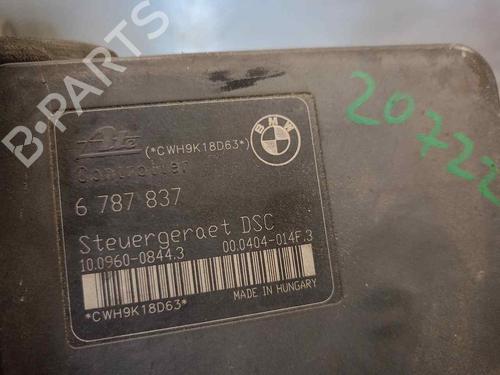 B-PARTS
Ate
(*CWH9K18D63*)
BMW
Controller
6 787 837
Steuergeraet DSC
10.0960-0844.3
00.0404-014F.3
*CWH9K18D63*
MADE IN HUNGARY
20722
B-PARTS